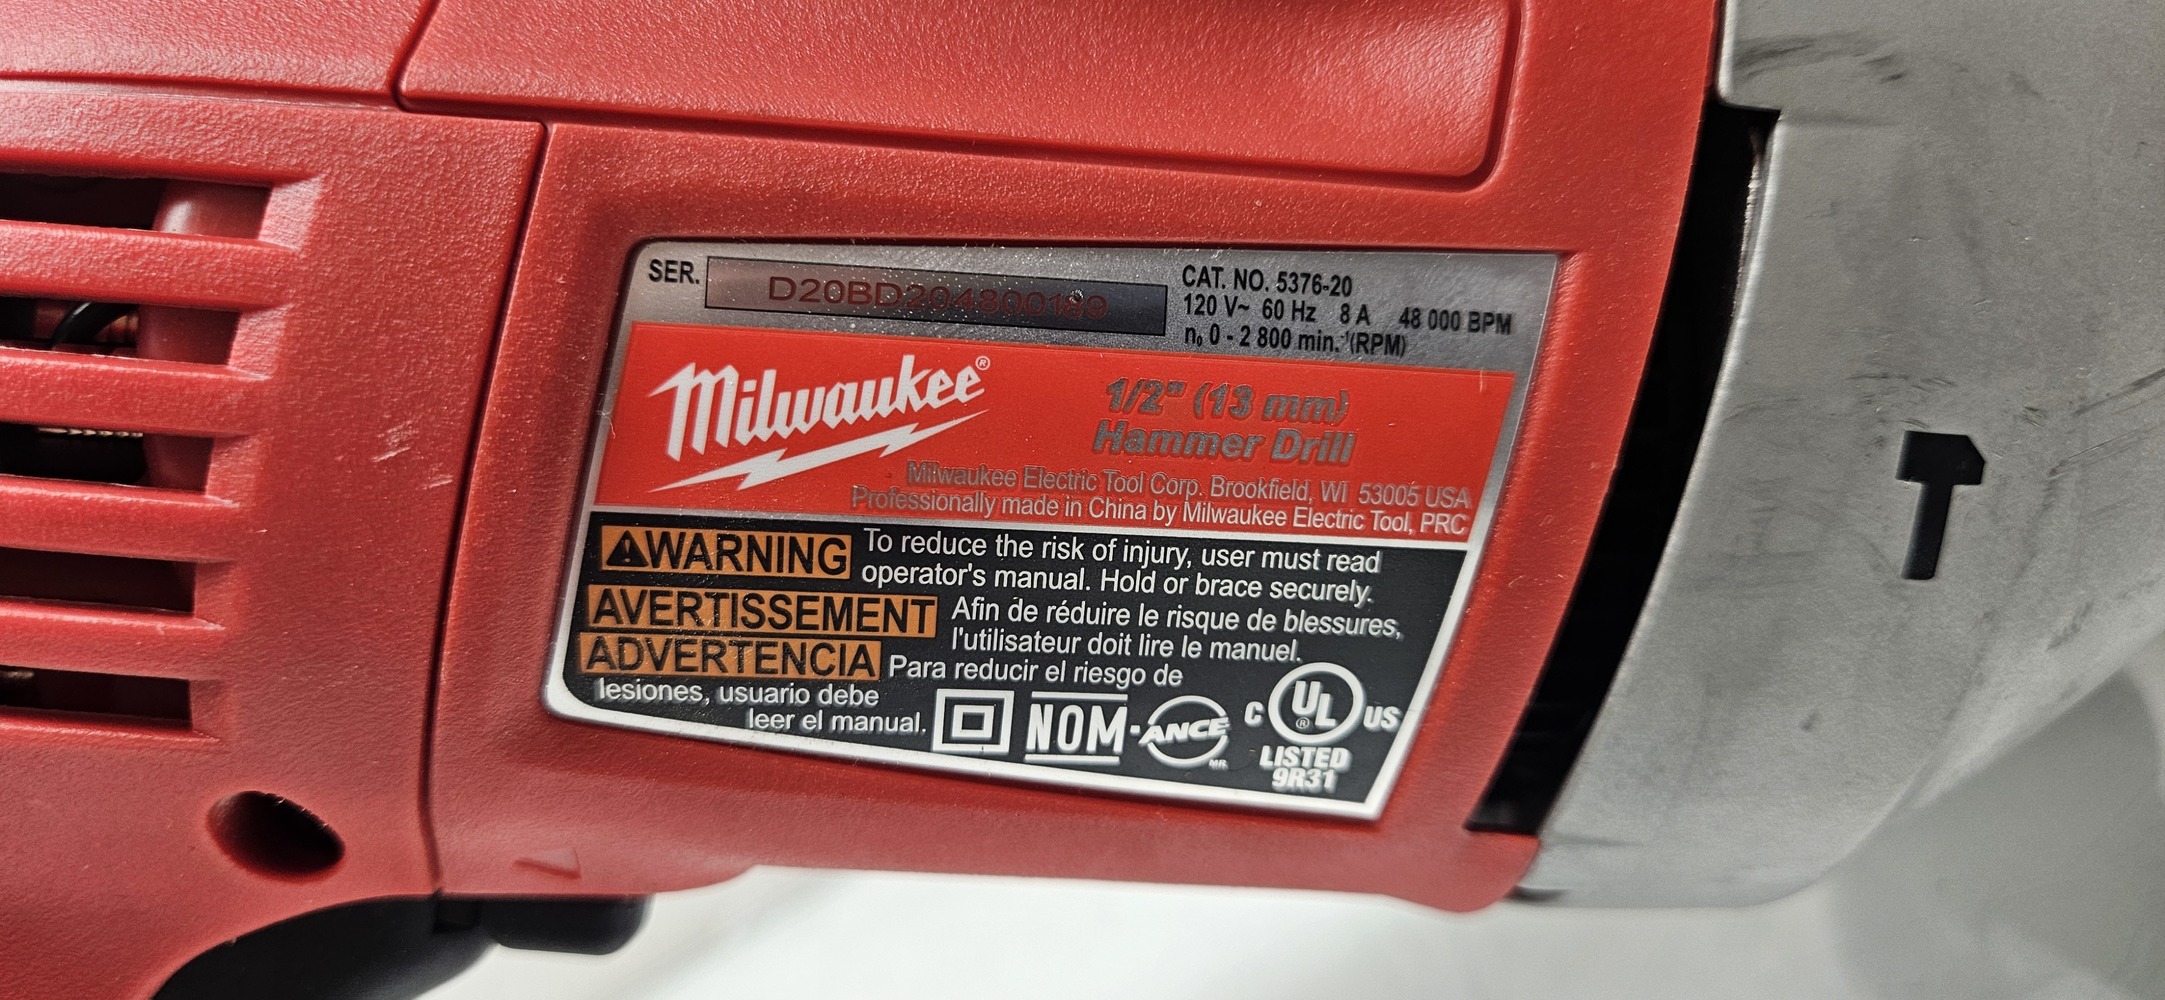 SER. D20BD204800189
CAT. NO. 5376-20
120 V~ 60 Hz 8 A 48 000 BPM
n₀ 0 - 2 800 min.⁻¹(RPM)
Milwaukee®
1/2" (13 mm)
Hammer Drill
Milwaukee Electric Tool Corp. Brookfield, WI 53005 USA
Professionally made in China by Milwaukee Electric Tool, PRC
⚠WARNING To reduce the risk of injury, user must read
operator's manual. Hold or brace securely.
AVERTISSEMENT Afin de réduire le risque de blessures,
l'utilisateur doit lire le manuel.
ADVERTENCIA Para reducir el riesgo de
lesiones, usuario debe
leer el manual.
NOM-ANCE MR
C UL® US
LISTED
9R31